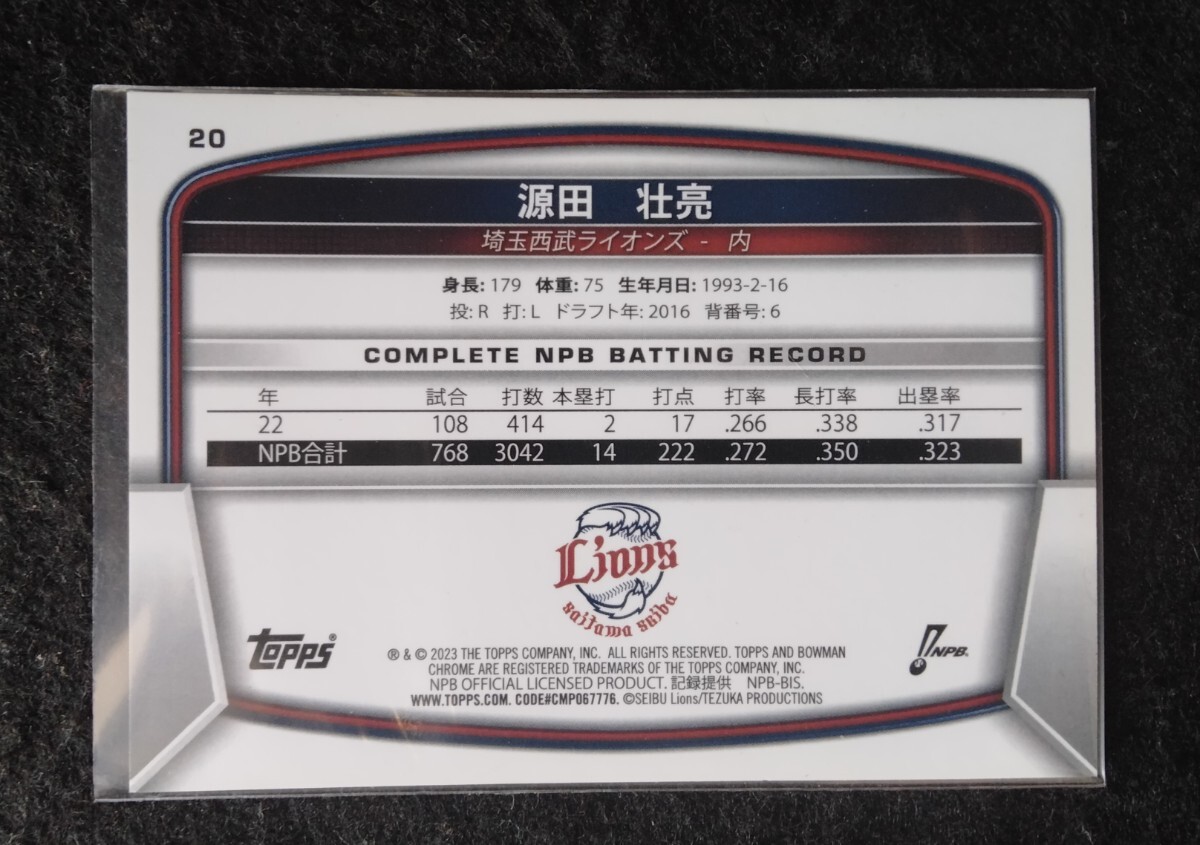 20
源田 壮亮
埼玉西武ライオンズ - 内
身長: 179 体重: 75 生年月日: 1993-2-16
投: R 打: L ドラフト年: 2016 背番号: 6
COMPLETE NPB BATTING RECORD
年 試合 打数 本塁打 打点 打率 長打率 出塁率
22 108 414 2 17 .266 .338 .317
NPB合計 768 3042 14 222 .272 .350 .323
Lions
saitama seibu
TOPPS®
®&©2023 THE TOPPS COMPANY, INC. ALL RIGHTS RESERVED. TOPPS AND BOWMAN
CHROME ARE REGISTERED TRADEMARKS OF THE TOPPS COMPANY, INC.
NPB OFFICIAL LICENSED PRODUCT. 記録提供 NPB-BIS.
WWW.TOPPS.COM. CODE#CMP067776. ©SEIBU Lions/TEZUKA PRODUCTIONS
NPB.